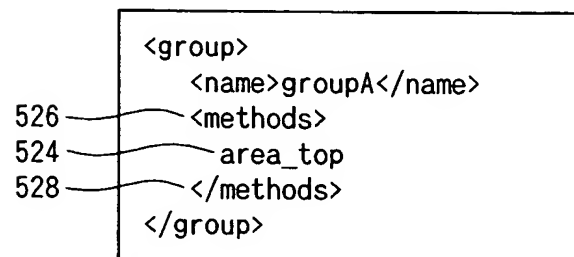 <group>
<name>groupA</name>
526 <methods>
524 area_top
528 </methods>
</group>